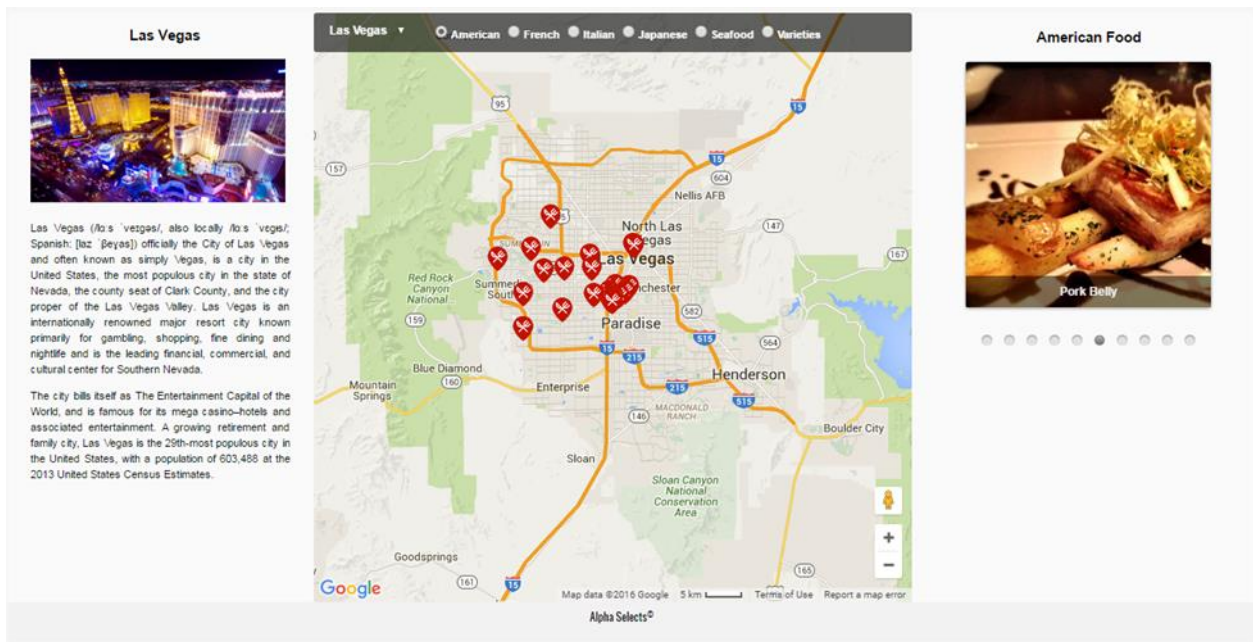 Las Vegas
Las Vegas (/lɑːs ˈveɪɡəs/, also locally /lɑːs ˈvɛɡɪs/;
Spanish: [laz ˈβeɣas]) officially the City of Las Vegas
and often known as simply Vegas, is a city in the
United States, the most populous city in the state of
Nevada, the county seat of Clark County, and the city
proper of the Las Vegas Valley. Las Vegas is an
internationally renowned major resort city known
primarily for gambling, shopping, fine dining and
nightlife and is the leading financial, commercial, and
cultural center for Southern Nevada.
The city bills itself as The Entertainment Capital of the
World, and is famous for its mega casino–hotels and
associated entertainment. A growing retirement and
family city, Las Vegas is the 29th-most populous city in
the United States, with a population of 603,488 at the
2013 United States Census Estimates.
Las Vegas ▼ American French Italian Japanese Seafood Varieties
95
15
157
15
604
Nellis AFB
North Las
Vegas
147
Las Vegas
167
Red Rock
Canyon
National...
Summerlin
South
nchester
582
159
Paradise
564
515
15
215
Blue Diamond
160
Henderson
Mountain
Springs
Enterprise
215
515
MACDONALD
RANCH
146
Boulder City
Sloan
Sloan Canyon
National
Conservation
Area
+
−
Goodsprings
161
15
165
Google
Map data ©2016 Google 5 km Terms of Use Report a map error
American Food
Pork Belly
Alpha Selects©